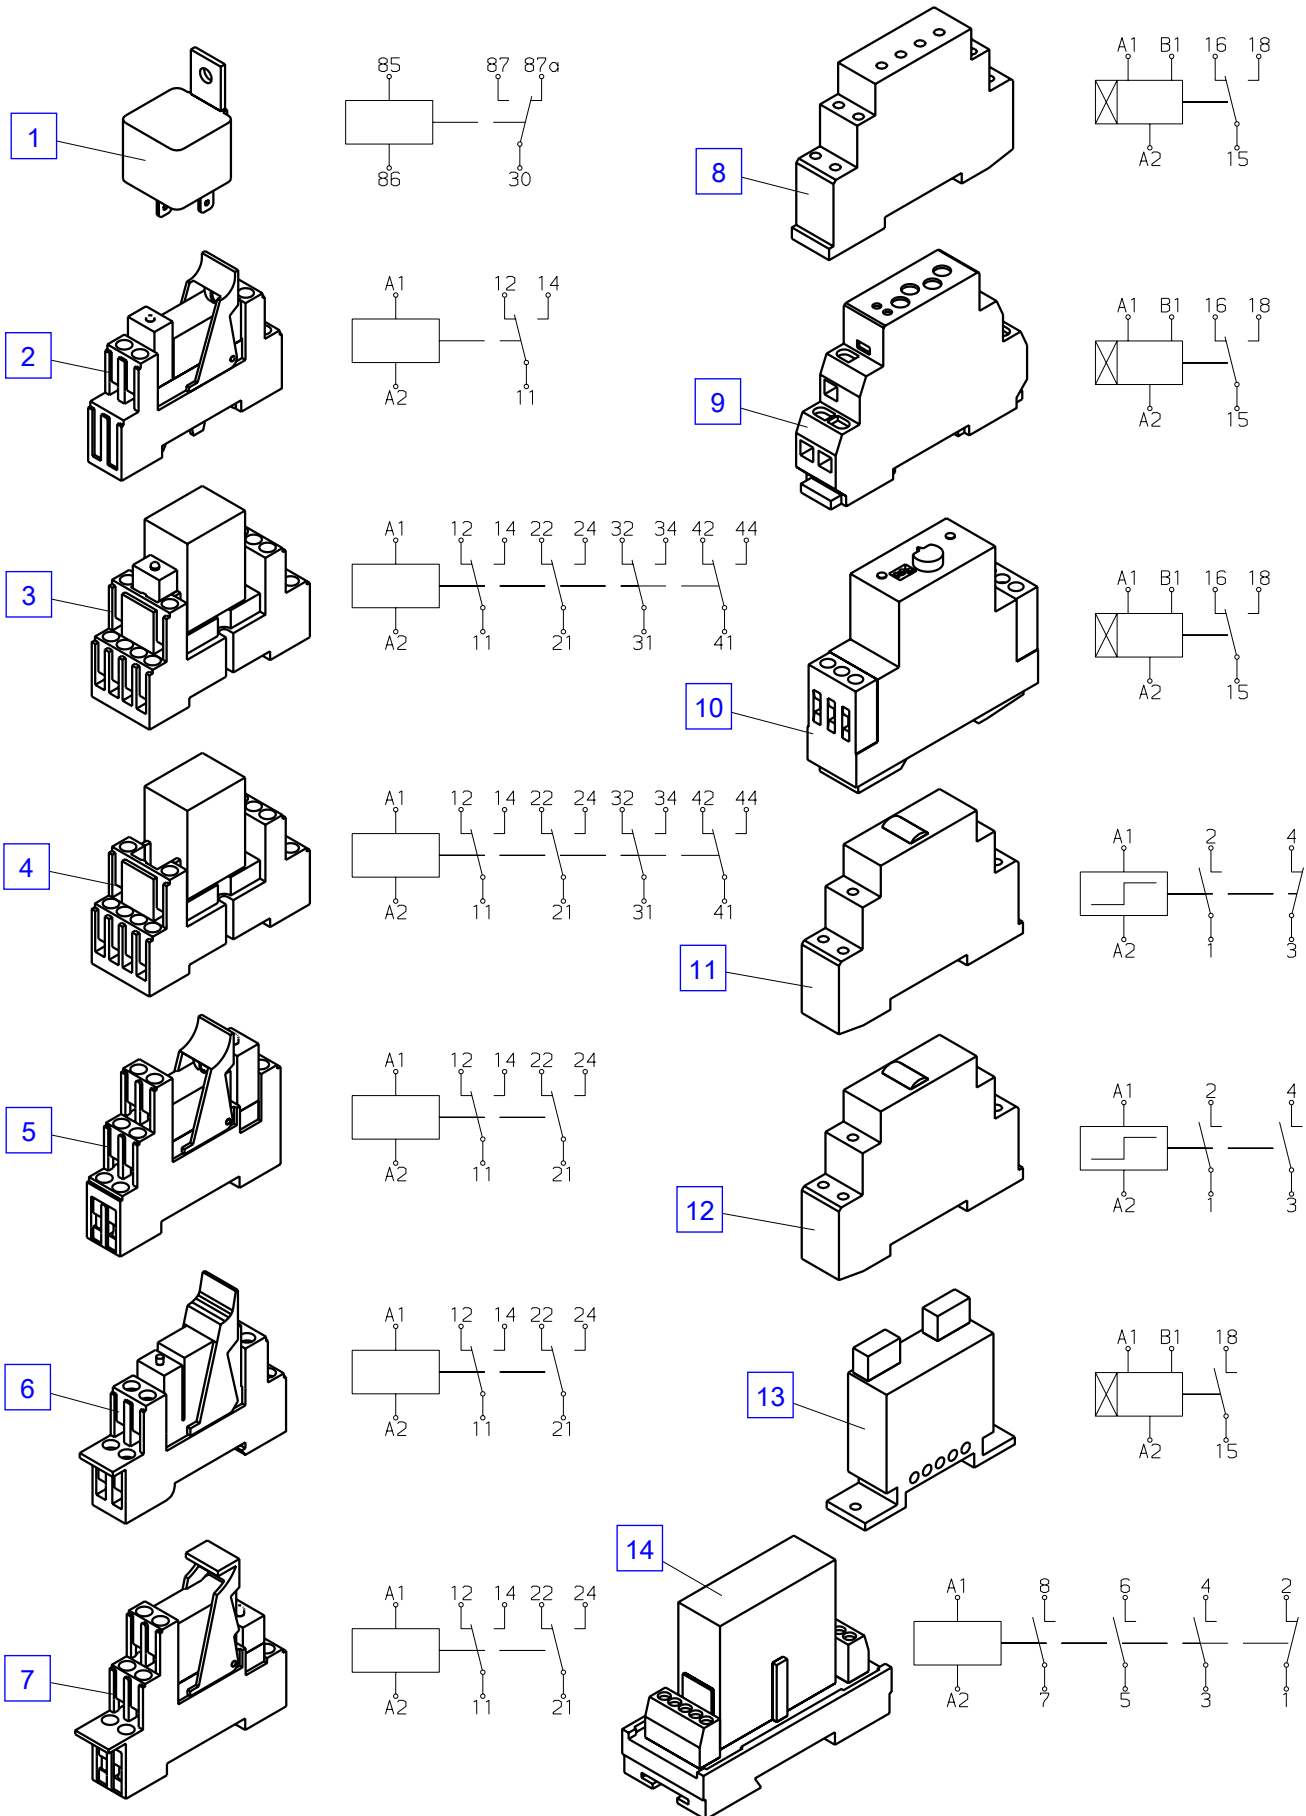 1
85 87 87a
86 30
2
A1 12 14
A2 11
3
A1 12 14 22 24 32 34 42 44
A2 11 21 31 41
4
A1 12 14 22 24 32 34 42 44
A2 11 21 31 41
5
A1 12 14 22 24
A2 11 21
6
A1 12 14 22 24
A2 11 21
7
A1 12 14 22 24
A2 11 21
8
A1 B1 16 18
A2 15
9
A1 B1 16 18
A2 15
10
A1 B1 16 18
A2 15
11
A1 2 4
A2 1 3
12
A1 2 4
A2 1 3
13
A1 B1 18
A2 15
14
A1 8 6 4 2
A2 7 5 3 1